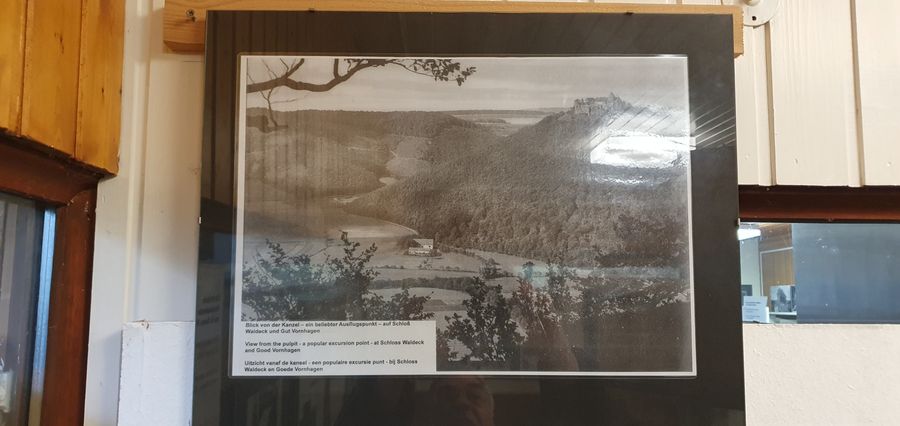 Blick von der Kanzel – ein beliebter Ausflugspunkt – auf Schloß
Waldeck und Gut Vornhagen
View from the pulpit - a popular excursion point - at Schloss Waldeck
and Good Vornhagen
Uitzicht vanaf de kansel - een populaire excursie punt - bij Schloss
Waldeck en Goede Vornhagen